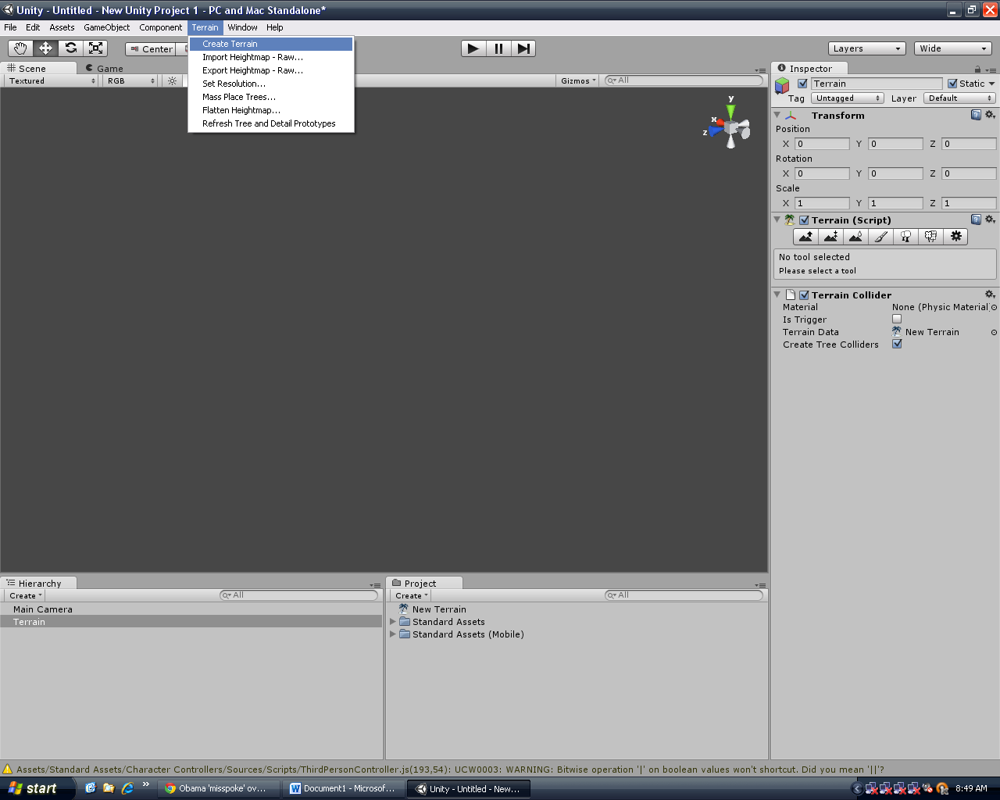 Unity - Untitled - New Unity Project 1 - PC and Mac Standalone*
File Edit Assets GameObject Component Terrain Window Help
Create Terrain
Import Heightmap - Raw...
Export Heightmap - Raw...
Set Resolution...
Mass Place Trees...
Flatten Heightmap...
Refresh Tree and Detail Prototypes
Center
Layers Wide
Scene Game
Textured RGB Gizmos All
y
x
z
Inspector
Terrain Static
Tag Untagged Layer Default
Transform
Position
X 0 Y 0 Z 0
Rotation
X 0 Y 0 Z 0
Scale
X 1 Y 1 Z 1
Terrain (Script)
No tool selected
Please select a tool
Terrain Collider
Material None (Physic Material)
Is Trigger
Terrain Data New Terrain
Create Tree Colliders
Hierarchy
Create All
Main Camera
Terrain
Project
Create All
New Terrain
Standard Assets
Standard Assets (Mobile)
Assets/Standard Assets/Character Controllers/Sources/Scripts/ThirdPersonController.js(193,54): UCW0003: WARNING: Bitwise operation '|' on boolean values won't shortcut. Did you mean '||'?
start Obama 'misspoke' ov... Document1 - Microsof... Unity - Untitled - New... 8:49 AM